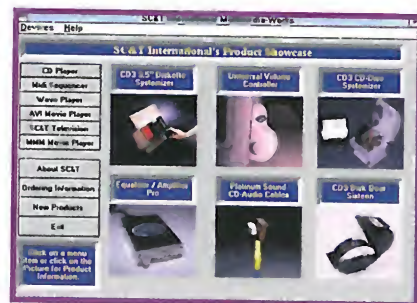 SC&T
Devices Help
SC&T International's Product Showcase
CD Player
Midi Sequencer
Wave Player
AVI Movie Player
SC&T Television
MMM Movie Player
About SC&T
Ordering Information
New Products
Exit
Click on a menu
item or click on the
Picture for Product
Information.
CD3 3.5" Diskette
Systemizer
Universal Volume
Controller
CD3 CD-Disc
Systemizer
Equalizer / Amplifier
Pro
Platinum Sound
CD-Audio Cables
CD3 Disk Door
Sixteen